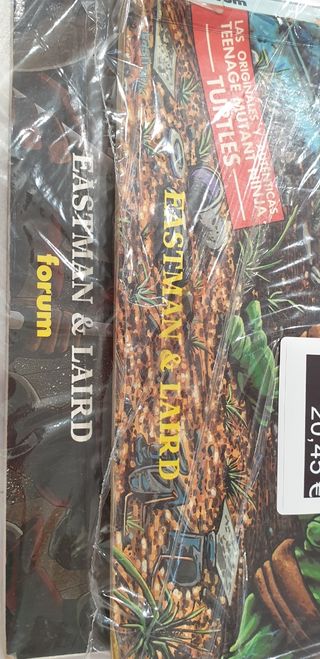 LAS ORIGINALES Y AUTÉNTICAS
TEENAGE MUTANT NINJA
TURTLES
EASTMAN & LAIRD
EASTMAN & LAIRD
forum
20,45 €